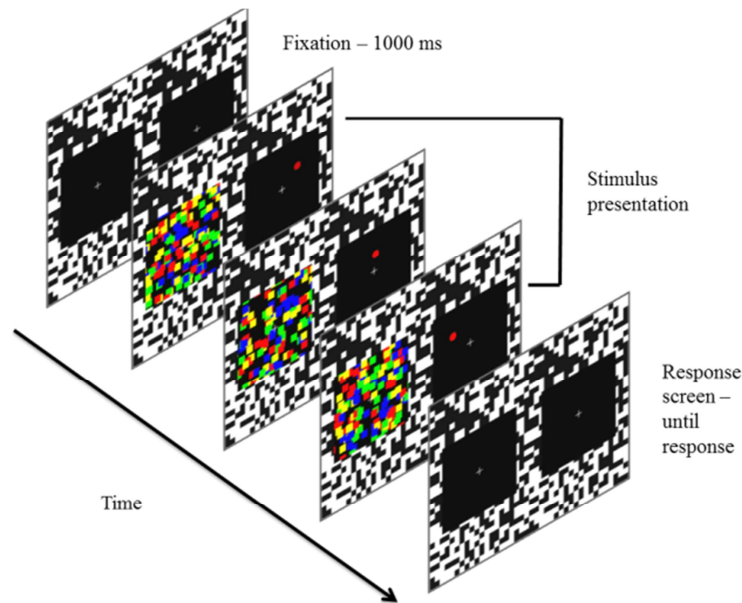 Fixation – 1000 ms
Stimulus
presentation
Response
screen –
until
response
Time